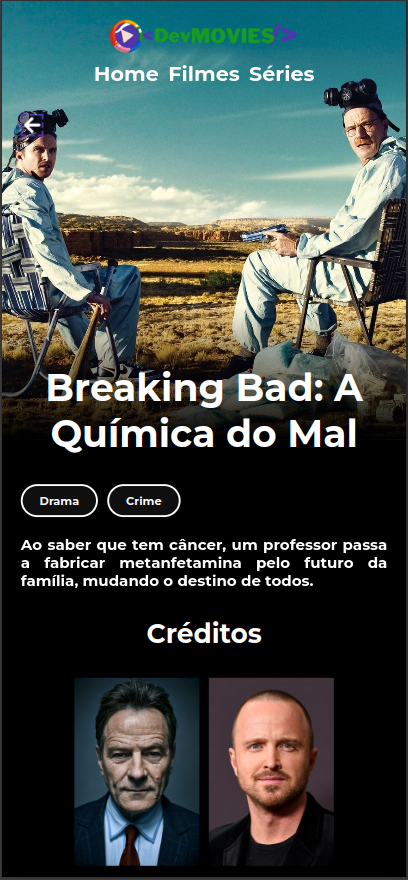 <DevMOVIES/>
Home Filmes Séries
Breaking Bad: A
Química do Mal
Drama Crime
Ao saber que tem câncer, um professor passa
a fabricar metanfetamina pelo futuro da
família, mudando o destino de todos.
Créditos